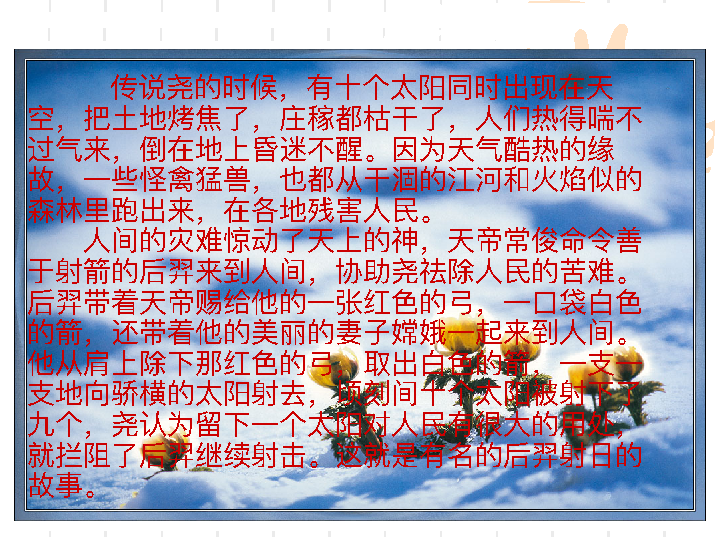 传说尧的时候，有十个太阳同时出现在天
空，把土地烤焦了，庄稼都枯干了，人们热得喘不
过气来，倒在地上昏迷不醒。因为天气酷热的缘
故，一些怪禽猛兽，也都从干涸的江河和火焰似的
森林里跑出来，在各地残害人民。
人间的灾难惊动了天上的神，天帝常俊命令善
于射箭的后羿来到人间，协助尧祛除人民的苦难。
后羿带着天帝赐给他的一张红色的弓，一口袋白色
的箭，还带着他的美丽的妻子嫦娥一起来到人间。
他从肩上除下那红色的弓，取出白色的箭，一支一
支地向骄横的太阳射去，顷刻间十个太阳被射下了
九个，尧认为留下一个太阳对人民有很大的用处，
就拦阻了后羿继续射击。这就是有名的后羿射日的
故事。